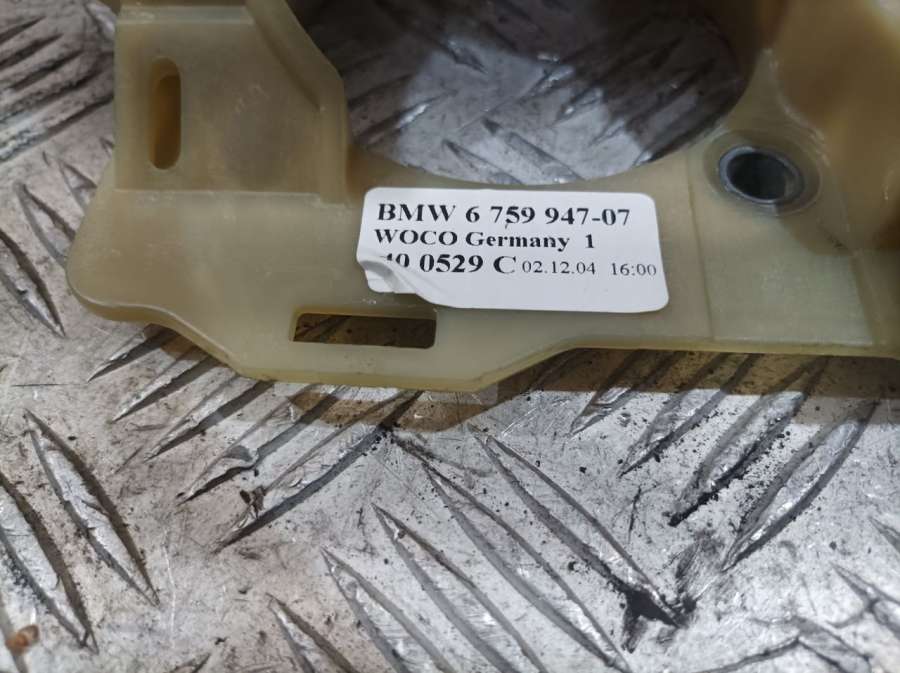 BMW 6 759 947-07
WOCO Germany 1
0529 C 02.12.04 16:00